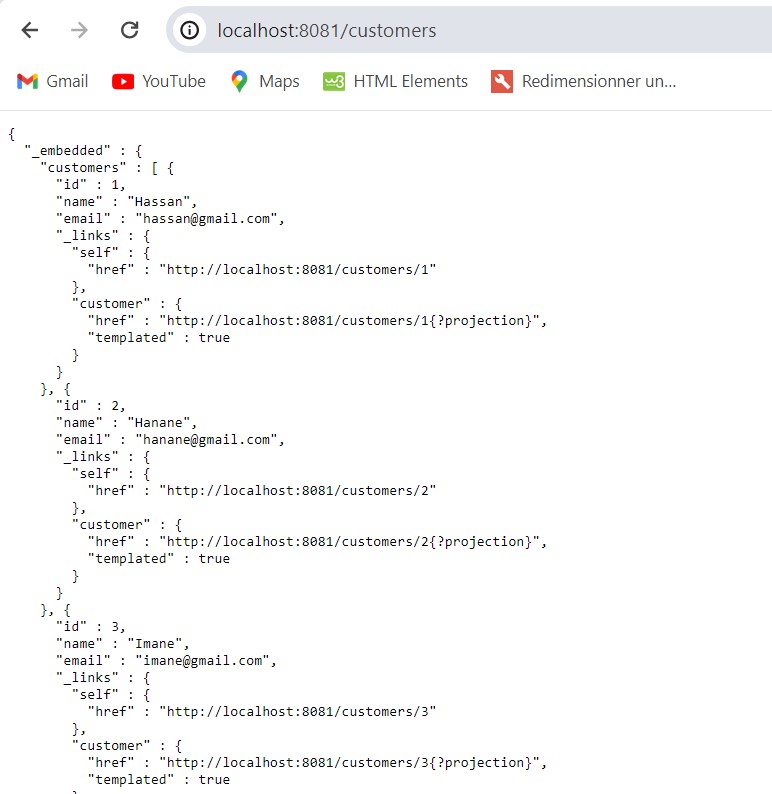 localhost:8081/customers
Gmail YouTube Maps w3 HTML Elements Redimensionner un...
{
  "_embedded" : {
    "customers" : [ {
      "id" : 1,
      "name" : "Hassan",
      "email" : "hassan@gmail.com",
      "_links" : {
        "self" : {
          "href" : "http://localhost:8081/customers/1"
        },
        "customer" : {
          "href" : "http://localhost:8081/customers/1{?projection}",
          "templated" : true
        }
      }
    }, {
      "id" : 2,
      "name" : "Hanane",
      "email" : "hanane@gmail.com",
      "_links" : {
        "self" : {
          "href" : "http://localhost:8081/customers/2"
        },
        "customer" : {
          "href" : "http://localhost:8081/customers/2{?projection}",
          "templated" : true
        }
      }
    }, {
      "id" : 3,
      "name" : "Imane",
      "email" : "imane@gmail.com",
      "_links" : {
        "self" : {
          "href" : "http://localhost:8081/customers/3"
        },
        "customer" : {
          "href" : "http://localhost:8081/customers/3{?projection}",
          "templated" : true